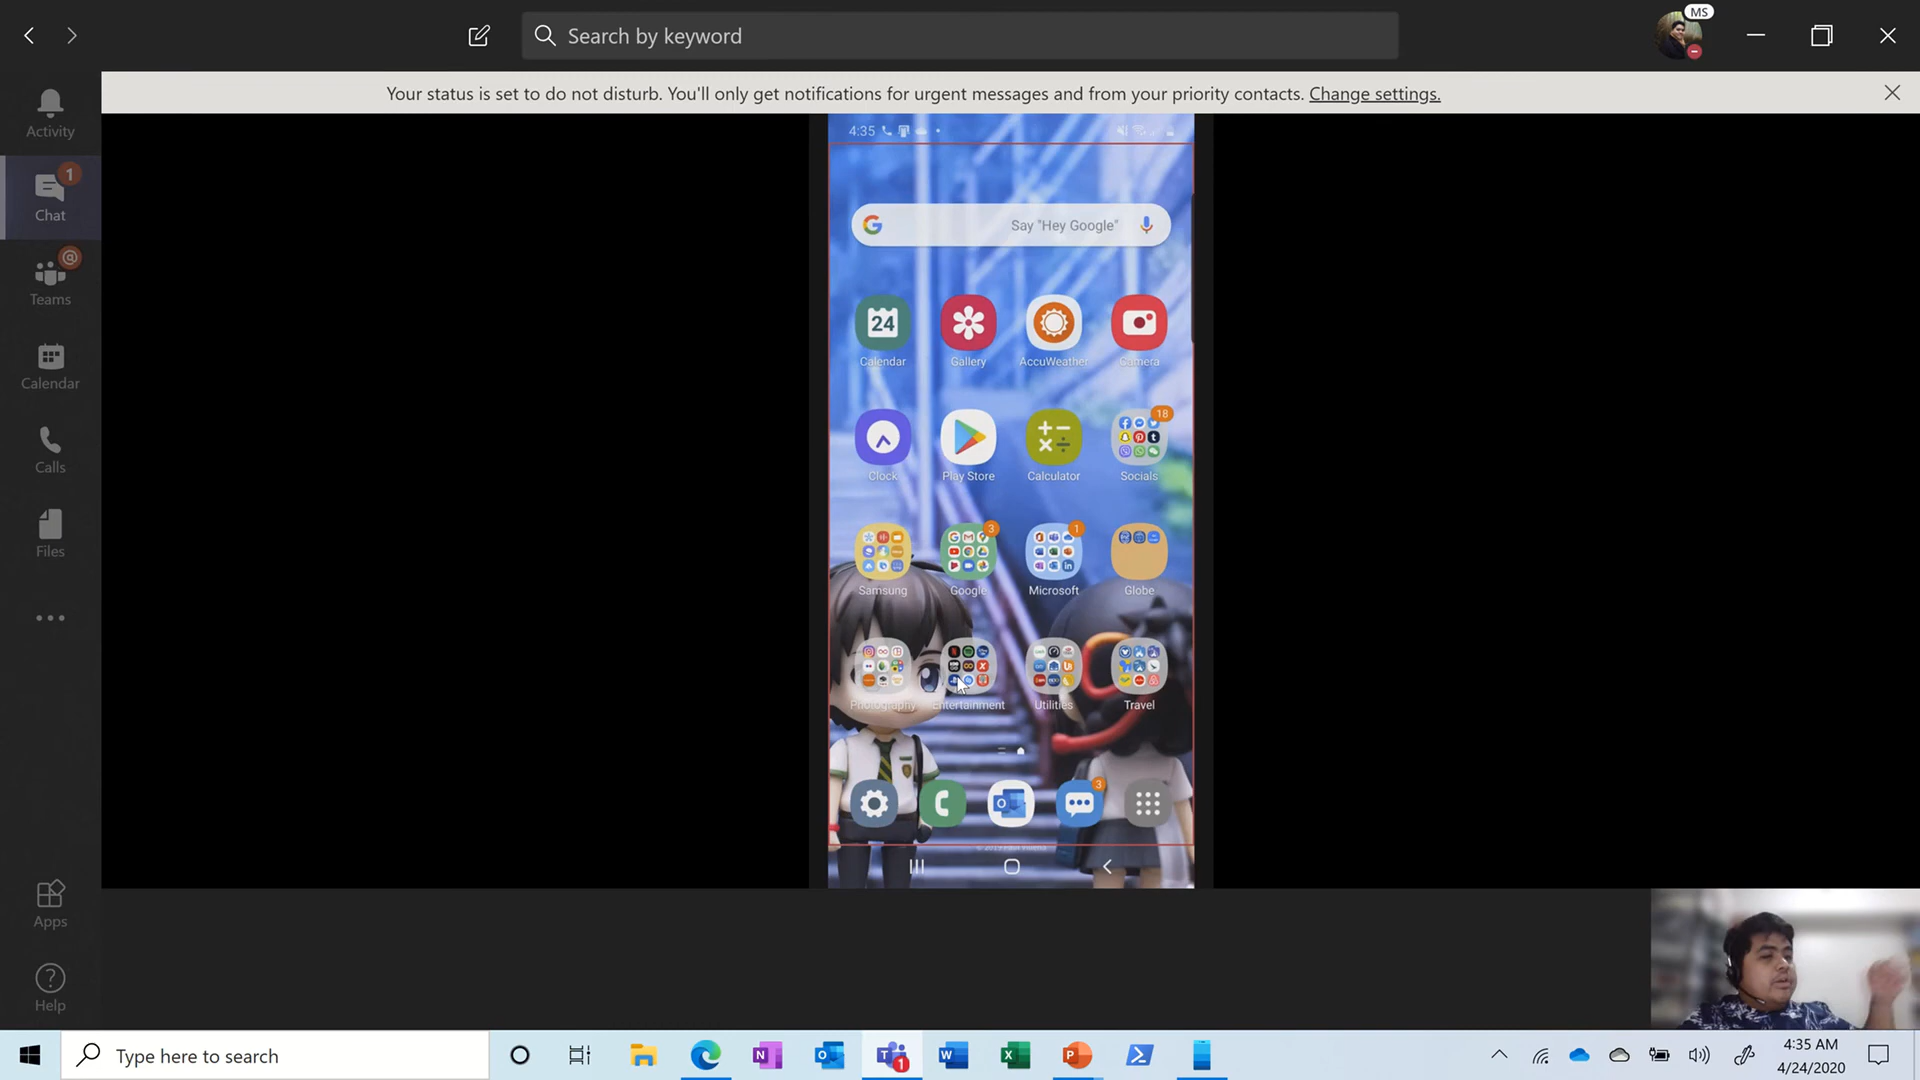 MS
Search by keyword
Your status is set to do not disturb. You'll only get notifications for urgent messages and from your priority contacts. Change settings.
Activity
1
Chat
@
Teams
Calendar
Calls
Files
Apps
Help
4:35
Say "Hey Google"
24
Calendar
Gallery
AccuWeather
Camera
Clock
Play Store
Calculator
18
Socials
Samsung
3
Google
1
Microsoft
Globe
Photography
Entertainment
Utilities
Travel
3
Type here to search
1
4:35 AM
4/24/2020